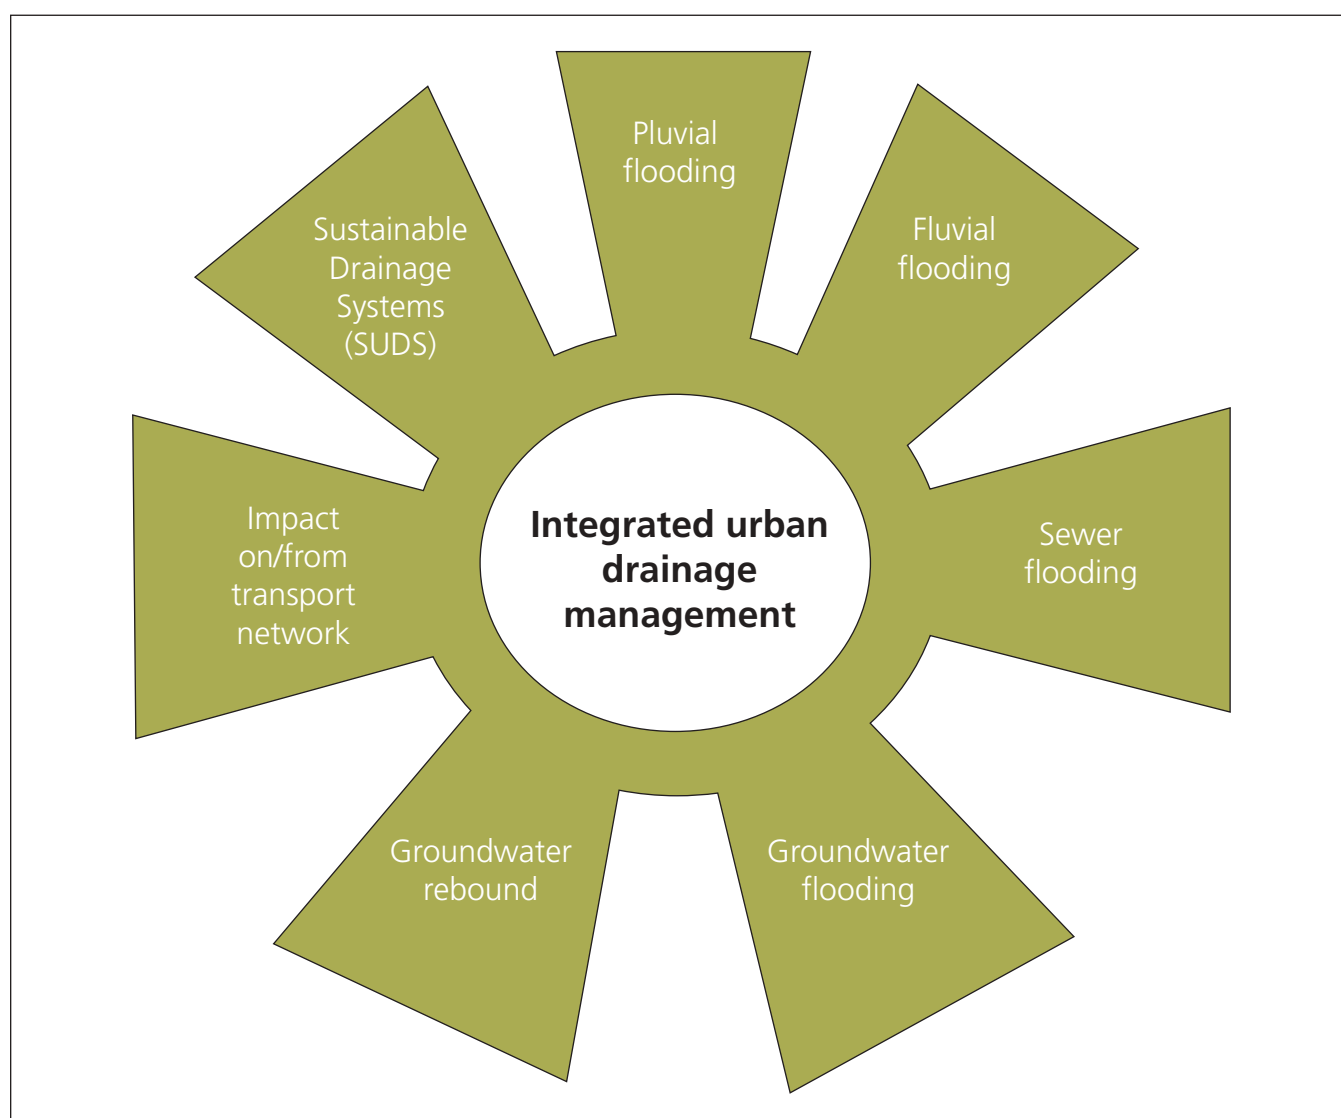 Pluvial
flooding
Fluvial
flooding
Sewer
flooding
Groundwater
flooding
Groundwater
rebound
Impact
on/from
transport
network
Sustainable
Drainage
Systems
(SUDS)
Integrated urban
drainage
management